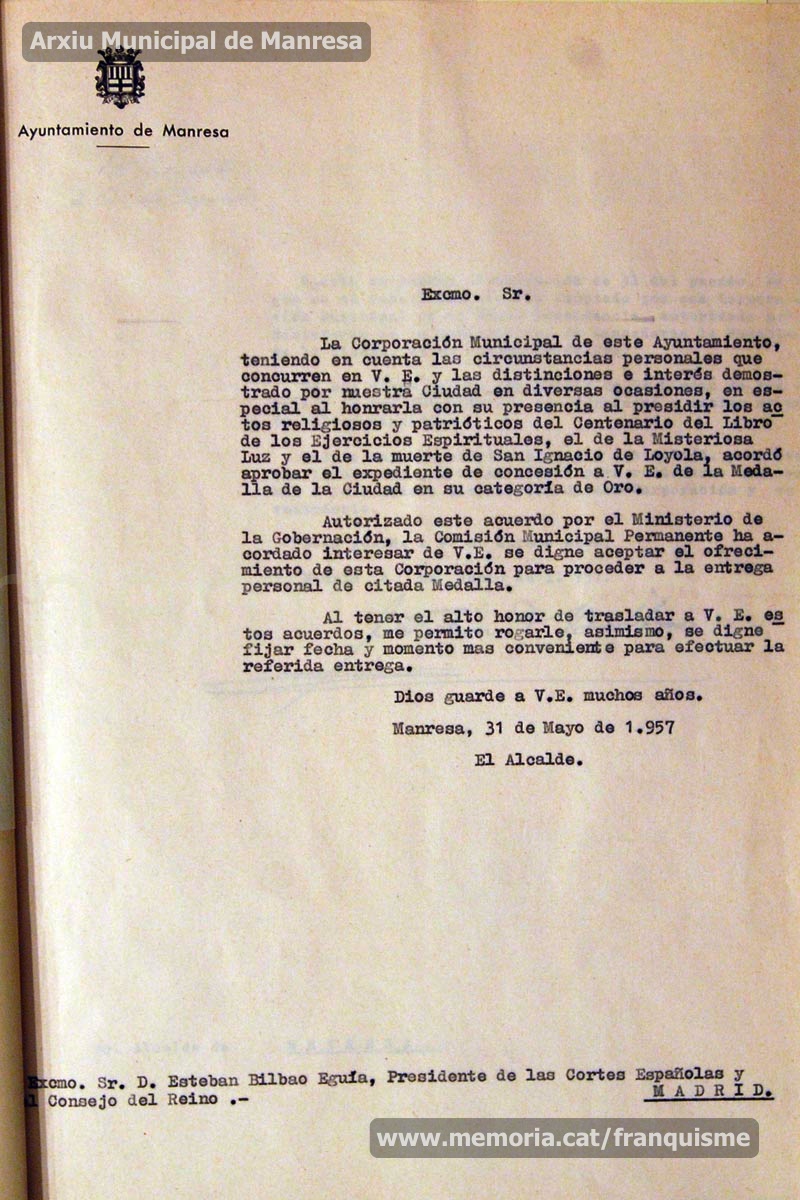 Arxiu Municipal de Manresa
Ayuntamiento de Manresa
Excmo. Sr.
La Corporación Municipal de este Ayuntamiento,
teniendo en cuenta las circunstancias personales que
concurren en V. E. y las distinciones e interés demos-
trado por nuestra Ciudad en diversas ocasiones, en es-
pecial al honrarla con su presencia al presidir los ac
tos religiosos y patrióticos del Centenario del Libro
de los Ejercicios Espirituales, el de la Misteriosa
Luz y el de la muerte de San Ignacio de Loyola, acordó
aprobar el expediente de concesión a V. E. de la Meda-
lla de la Ciudad en su categoría de Oro.
Autorizado este acuerdo por el Ministerio de
la Gobernación, la Comisión Municipal Permanente ha a-
cordado interesar de V.E. se digne aceptar el ofreci-
miento de esta Corporación para proceder a la entrega
personal de citada Medalla.
Al tener el alto honor de trasladar a V. E. es
tos acuerdos, me permito rogarle, asimismo, se digne
fijar fecha y momento mas conveniente para efectuar la
referida entrega.
Dios guarde a V.E. muchos años.
Manresa, 31 de Mayo de 1.957
El Alcalde.
Excmo. Sr. D. Esteban Bilbao Eguía, Presidente de las Cortes Españolas y
l Consejo del Reino .- M A D R I D.
www.memoria.cat/franquisme